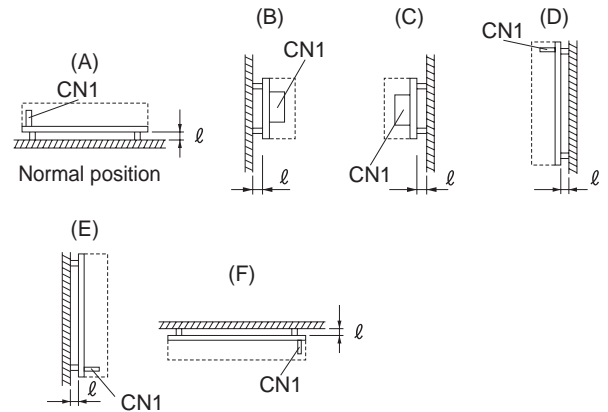 (A)
CN1
ℓ
Normal position
(B)
CN1
ℓ
(C)
CN1
ℓ
(D)
CN1
ℓ
(E)
ℓ
CN1
(F)
ℓ
CN1